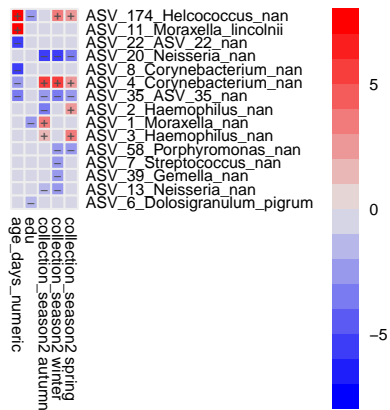 ASV_174_Helcococcus_nan
ASV_11_Moraxella_lincolnii
ASV_22_ASV_22_nan
ASV_20_Neisseria_nan
ASV_8_Corynebacterium_nan
ASV_4_Corynebacterium_nan
ASV_35_ASV_35_nan
ASV_2_Haemophilus_nan
ASV_1_Moraxella_nan
ASV_3_Haemophilus_nan
ASV_58_Porphyromonas_nan
ASV_7_Streptococcus_nan
ASV_39_Gemella_nan
ASV_13_Neisseria_nan
ASV_6_Dolosigranulum_pigrum
age_days_numeric
edu
collection_season2 autumn
collection_season2 winter
collection_season2 spring
5
0
−5